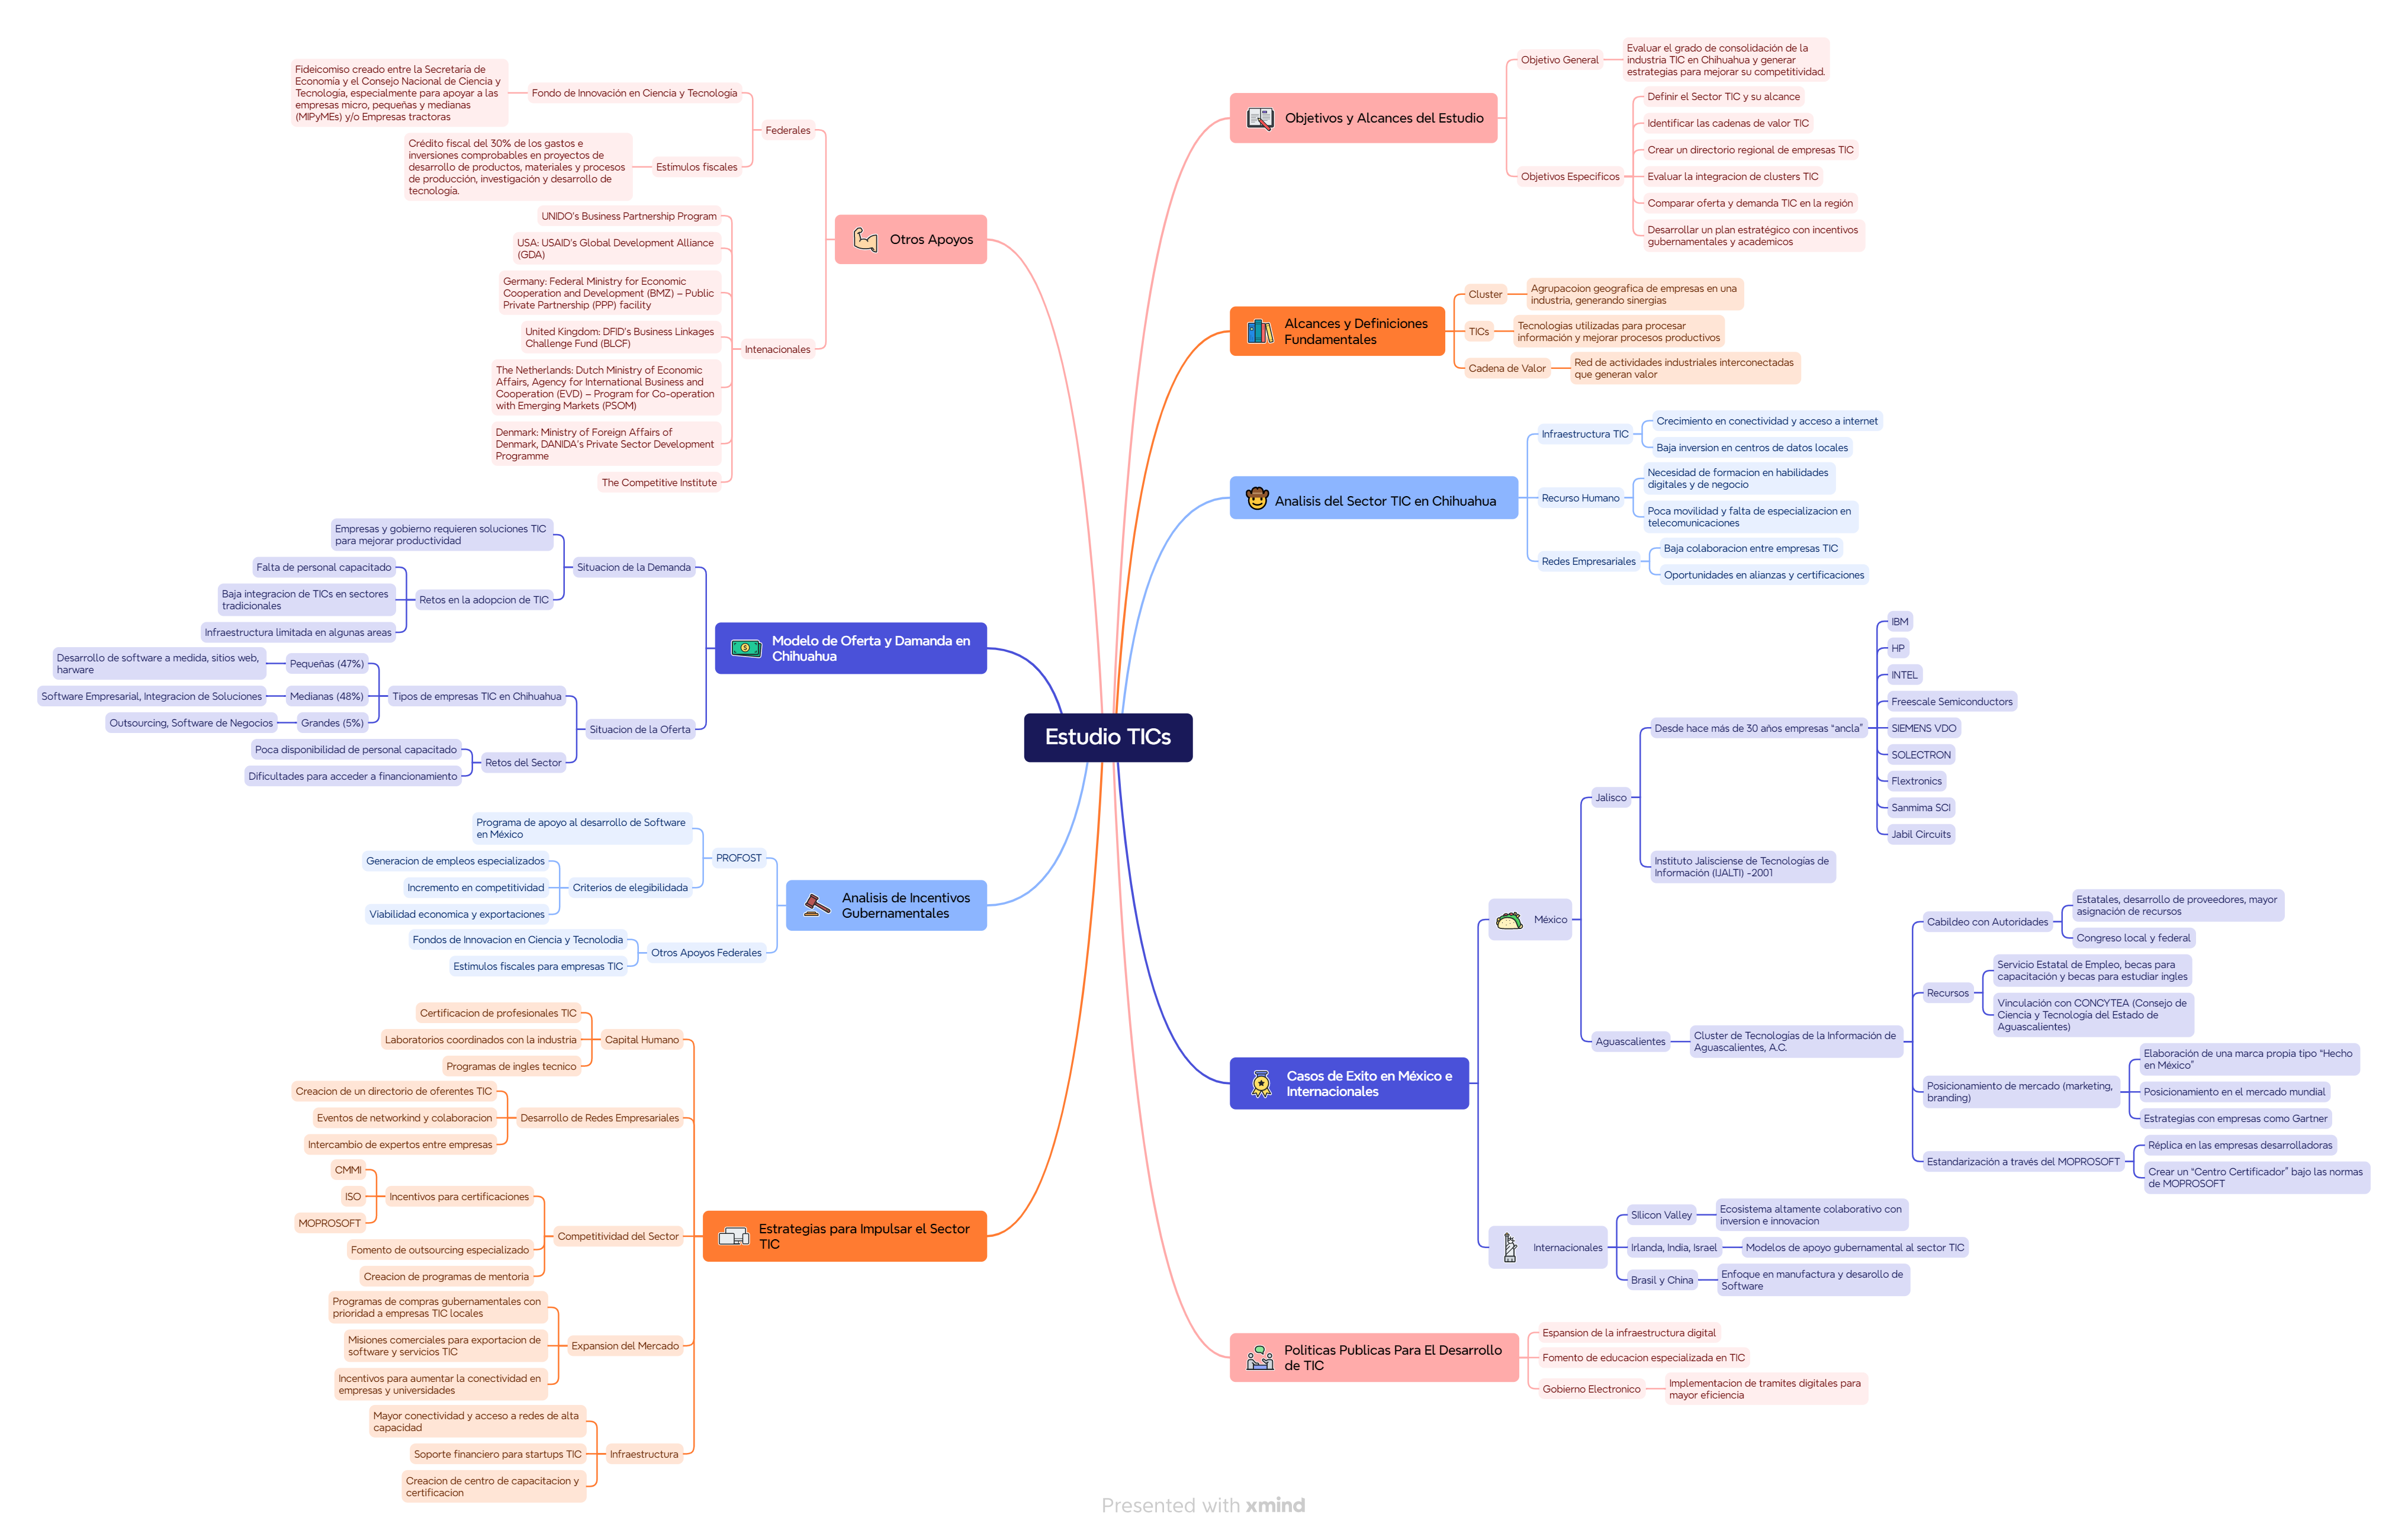 Estudio TICs
Objetivos y Alcances del Estudio
Objetivo General
Evaluar el grado de consolidación de la
industria TIC en Chihuahua y generar
estrategias para mejorar su competitividad.
Objetivos Especificos
Definir el Sector TIC y su alcance
Identificar las cadenas de valor TIC
Crear un directorio regional de empresas TIC
Evaluar la integracion de clusters TIC
Comparar oferta y demanda TIC en la región
Desarrollar un plan estratégico con incentivos
gubernamentales y academicos
Alcances y Definiciones
Fundamentales
Cluster
Agrupacoion geografica de empresas en una
industria, generando sinergias
TICs
Tecnologias utilizadas para procesar
información y mejorar procesos productivos
Cadena de Valor
Red de actividades industriales interconectadas
que generan valor
Analisis del Sector TIC en Chihuahua
Infraestructura TIC
Crecimiento en conectividad y acceso a internet
Baja inversion en centros de datos locales
Recurso Humano
Necesidad de formacion en habilidades
digitales y de negocio
Poca movilidad y falta de especializacion en
telecomunicaciones
Redes Empresariales
Baja colaboracion entre empresas TIC
Oportunidades en alianzas y certificaciones
Casos de Exito en México e
Internacionales
México
Jalisco
Desde hace más de 30 años empresas “ancla”
IBM
HP
INTEL
Freescale Semiconductors
SIEMENS VDO
SOLECTRON
Flextronics
Sanmima SCI
Jabil Circuits
Instituto Jalisciense de Tecnologías de
Información (IJALTI) -2001
Aguascalientes
Cluster de Tecnologías de la Información de
Aguascalientes, A.C.
Cabildeo con Autoridades
Estatales, desarrollo de proveedores, mayor
asignación de recursos
Congreso local y federal
Recursos
Servicio Estatal de Empleo, becas para
capacitación y becas para estudiar ingles
Vinculación con CONCYTEA (Consejo de
Ciencia y Tecnología del Estado de
Aguascalientes)
Posicionamiento de mercado (marketing,
branding)
Elaboración de una marca propia tipo “Hecho
en México”
Posicionamiento en el mercado mundial
Estrategias con empresas como Gartner
Estandarización a través del MOPROSOFT
Réplica en las empresas desarrolladoras
Crear un “Centro Certificador” bajo las normas
de MOPROSOFT
Internacionales
SIlicon Valley
Ecosistema altamente colaborativo con
inversion e innovacion
Irlanda, India, Israel
Modelos de apoyo gubernamental al sector TIC
Brasil y China
Enfoque en manufactura y desarollo de
Software
Politicas Publicas Para El Desarrollo
de TIC
Espansion de la infraestructura digital
Fomento de educacion especializada en TIC
Gobierno Electronico
Implementacion de tramites digitales para
mayor eficiencia
Otros Apoyos
Federales
Fondo de Innovación en Ciencia y Tecnología
Fideicomiso creado entre la Secretaría de
Economía y el Consejo Nacional de Ciencia y
Tecnología, especialmente para apoyar a las
empresas micro, pequeñas y medianas
(MIPyMEs) y/o Empresas tractoras
Estimulos fiscales
Crédito fiscal del 30% de los gastos e
inversiones comprobables en proyectos de
desarrollo de productos, materiales y procesos
de producción, investigación y desarrollo de
tecnología.
Intenacionales
UNIDO’s Business Partnership Program
USA: USAID’s Global Development Alliance
(GDA)
Germany: Federal Ministry for Economic
Cooperation and Development (BMZ) – Public
Private Partnership (PPP) facility
United Kingdom: DFID’s Business Linkages
Challenge Fund (BLCF)
The Netherlands: Dutch Ministry of Economic
Affairs, Agency for International Business and
Cooperation (EVD) – Program for Co-operation
with Emerging Markets (PSOM)
Denmark: Ministry of Foreign Affairs of
Denmark, DANIDA’s Private Sector Development
Programme
The Competitive Institute
Modelo de Oferta y Damanda en
Chihuahua
Situacion de la Demanda
Empresas y gobierno requieren soluciones TIC
para mejorar productividad
Retos en la adopcion de TIC
Falta de personal capacitado
Baja integracion de TICs en sectores
tradicionales
Infraestructura limitada en algunas areas
Situacion de la Oferta
Tipos de empresas TIC en Chihuahua
Pequeñas (47%)
Desarrollo de software a medida, sitios web,
harware
Medianas (48%)
Software Empresarial, Integracion de Soluciones
Grandes (5%)
Outsourcing, Software de Negocios
Retos del Sector
Poca disponibilidad de personal capacitado
Dificultades para acceder a financionamiento
Analisis de Incentivos
Gubernamentales
PROFOST
Programa de apoyo al desarrollo de Software
en México
Criterios de elegibilidada
Generacion de empleos especializados
Incremento en competitividad
Viabilidad economica y exportaciones
Otros Apoyos Federales
Fondos de Innovacion en Ciencia y Tecnolodia
Estimulos fiscales para empresas TIC
Estrategias para Impulsar el Sector
TIC
Capital Humano
Certificacion de profesionales TIC
Laboratorios coordinados con la industria
Programas de ingles tecnico
Desarrollo de Redes Empresariales
Creacion de un directorio de oferentes TIC
Eventos de networkind y colaboracion
Intercambio de expertos entre empresas
Competitividad del Sector
Incentivos para certificaciones
CMMI
ISO
MOPROSOFT
Fomento de outsourcing especializado
Creacion de programas de mentoria
Expansion del Mercado
Programas de compras gubernamentales con
prioridad a empresas TIC locales
Misiones comerciales para exportacion de
software y servicios TIC
Incentivos para aumentar la conectividad en
empresas y universidades
Infraestructura
Mayor conectividad y acceso a redes de alta
capacidad
Soporte financiero para startups TIC
Creacion de centro de capacitacion y
certificacion
Presented with xmind